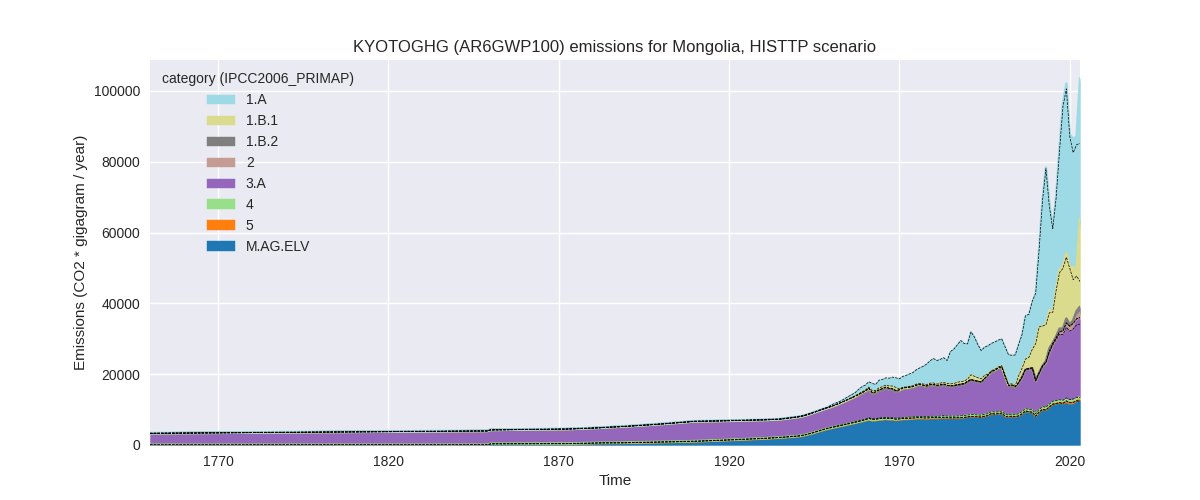 KYOTOGHG (AR6GWP100) emissions for Mongolia, HISTTP scenario
Emissions (CO2 * gigagram / year)
100000
80000
60000
40000
20000
0
category (IPCC2006_PRIMAP)
1.A
1.B.1
1.B.2
2
3.A
4
5
M.AG.ELV
1770 1820 1870 1920 1970 2020
Time